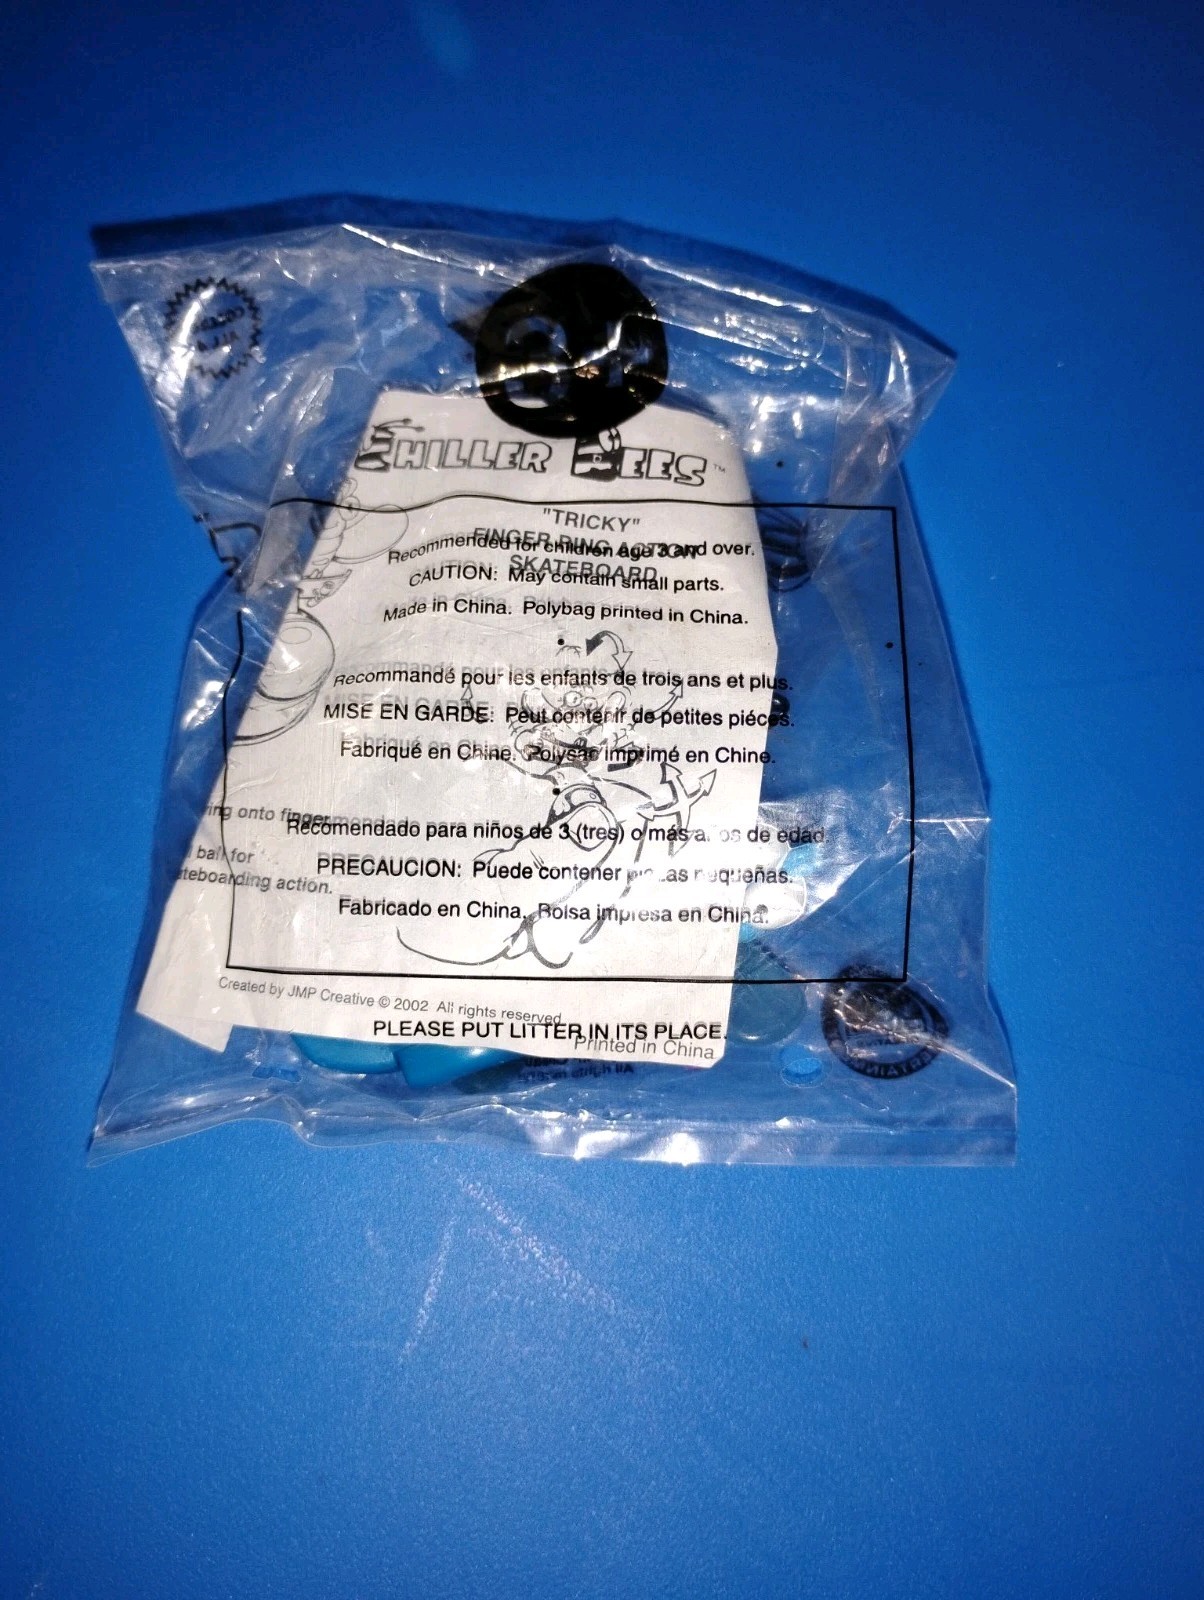 3+
CHILLER BEES™
"TRICKY"
FINGER RING ACTION
SKATEBOARD
Recommended for children age 3 and over.
CAUTION: May contain small parts.
Made in China. Polybag printed in China.
Recommandé pour les enfants de trois ans et plus.
MISE EN GARDE: Peut contenir de petites piéces.
Fabriqué en Chine. Polysac imprimé en Chine.
ring onto finger
Recomendado para niños de 3 (tres) o más años de edad.
ball for
PRECAUCION: Puede contener piezas pequeñas.
teboarding action.
Fabricado en China. Bolsa impresa en China.
Created by JMP Creative © 2002 All rights reserved
PLEASE PUT LITTER IN ITS PLACE.
Printed in China